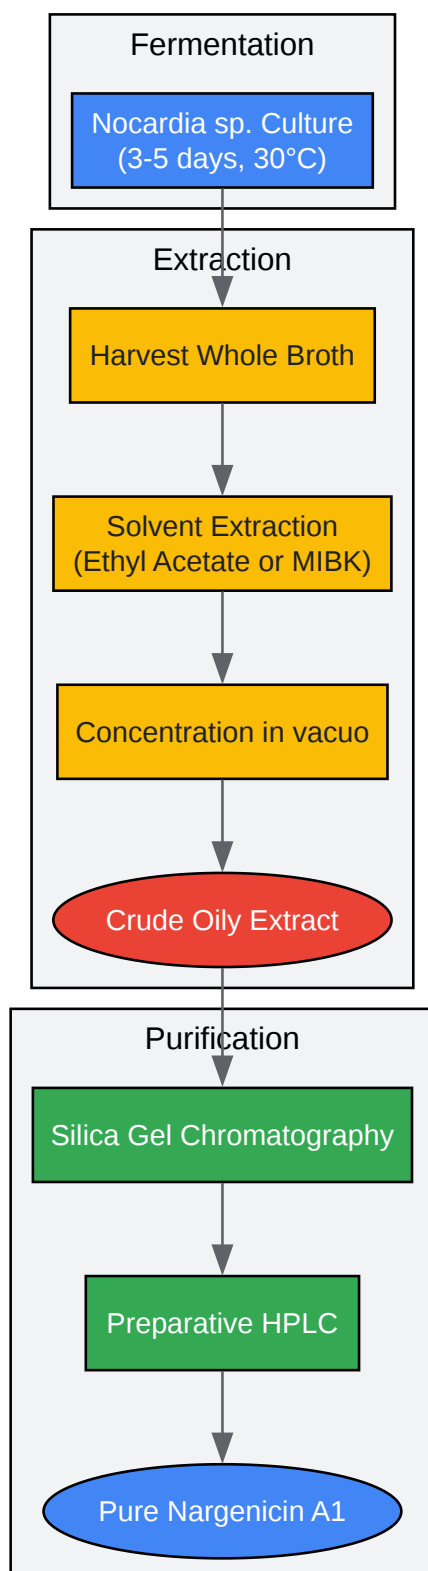 Fermentation
Nocardia sp. Culture
(3-5 days, 30°C)
Extraction
Harvest Whole Broth
Solvent Extraction
(Ethyl Acetate or MIBK)
Concentration in vacuo
Crude Oily Extract
Purification
Silica Gel Chromatography
Preparative HPLC
Pure Nargenicin A1